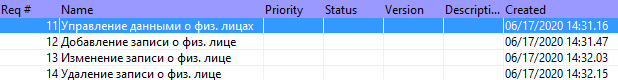 Req # Name Priority Status Version Descripti... Created
11 Управление данными о физ. лицах 06/17/2020 14:31.16
12 Добавление записи о физ. лице 06/17/2020 14:31.47
13 Изменение записи о физ. лице 06/17/2020 14:32.03
14 Удаление записи о физ. лице 06/17/2020 14:32.15